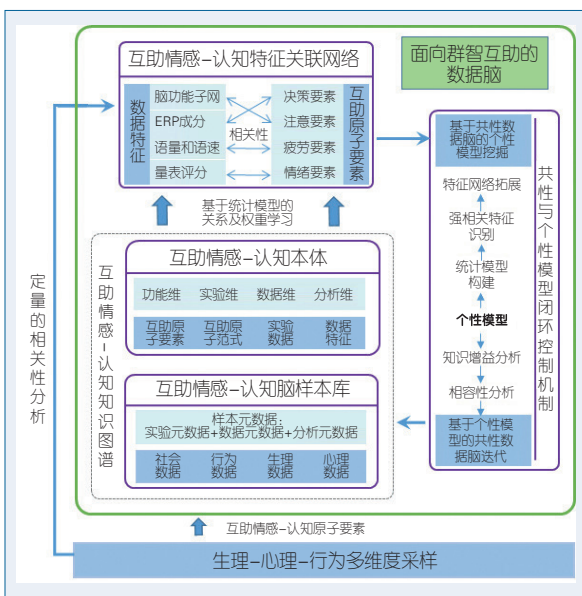 互助情感-认知特征关联网络
面向群智互助的
数据脑
数据特征
脑功能子网
ERP成分
语量和语速
量表评分
相关性
决策要素
注意要素
疲劳要素
情绪要素
互助原子要素
基于统计模型的
关系及权重学习
互助情感-认知知识图谱
互助情感-认知本体
功能维
实验维
数据维
分析维
互助原
子要素
互助原
子范式
实验
数据
数据
特征
互助情感-认知脑样本库
样本元数据:
实验元数据+数据元数据+分析元数据
社会
数据
行为
数据
生理
数据
心理
数据
基于共性数
据脑的个性
模型挖掘
特征网络拓展
强相关特征
识别
统计模型
构建
个性模型
知识增益分析
相容性分析
基于个性模
型的共性数
据脑迭代
共性与个性模型闭环控制机制
定量的相关性分析
互助情感-认知原子要素
生理-心理-行为多维度采样